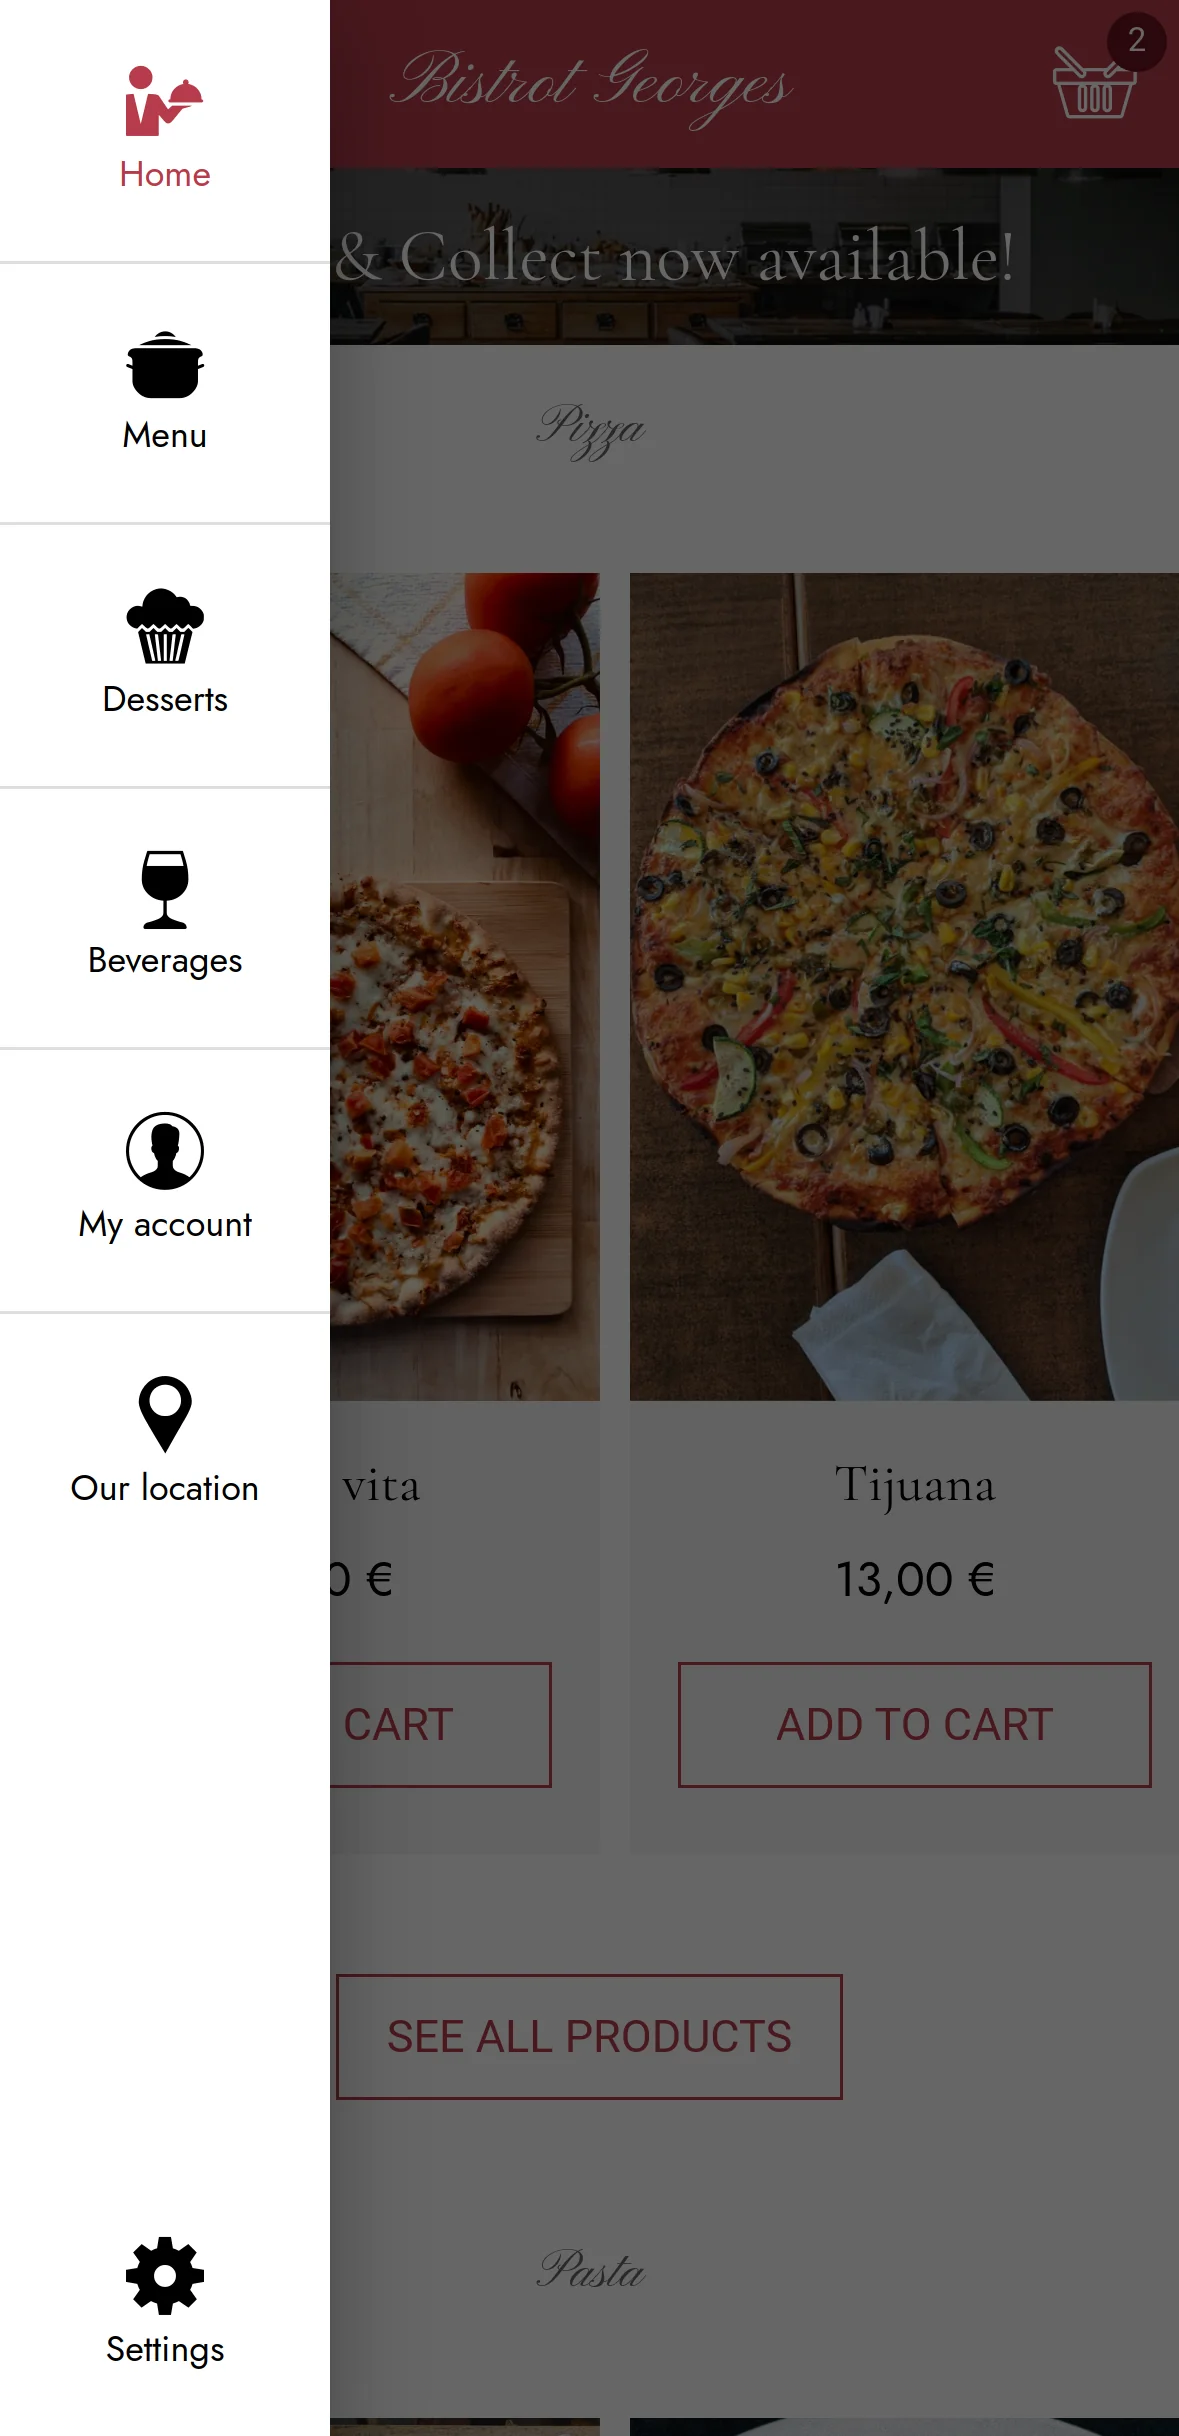 Home
Menu
Desserts
Beverages
My account
Our location
Settings
Bistrot Georges
2
& Collect now available!
Pizza
vita
0 €
CART
Tijuana
13,00 €
ADD TO CART
SEE ALL PRODUCTS
Pasta